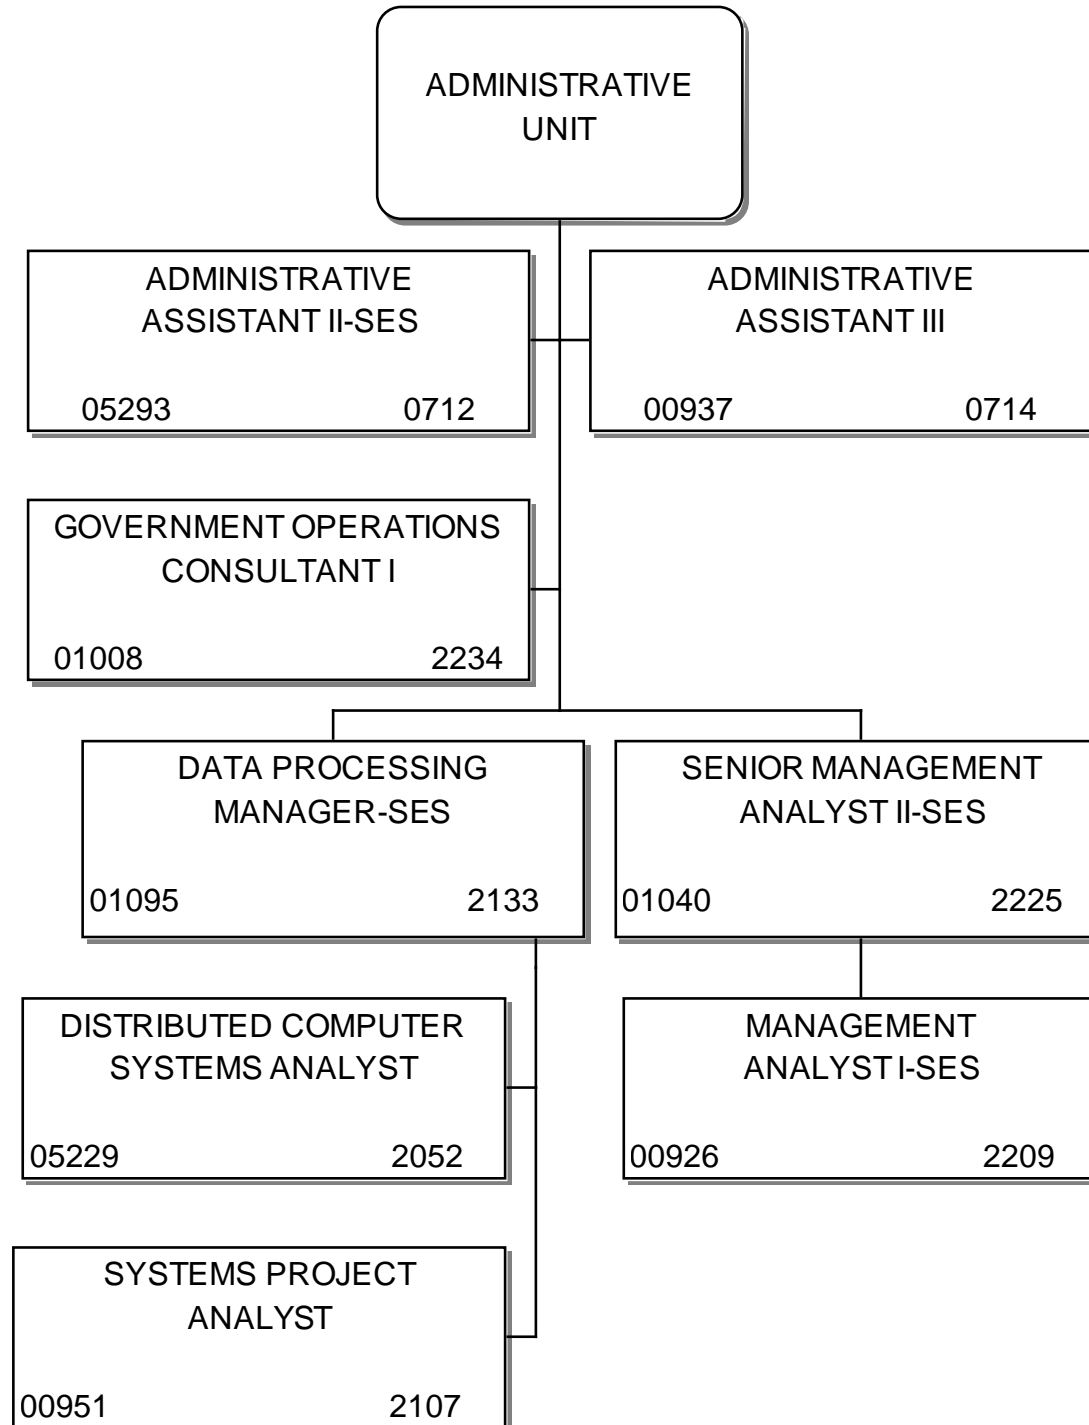 ADMINISTRATIVE
UNIT
ADMINISTRATIVE
ASSISTANT II-SES
05293 0712
ADMINISTRATIVE
ASSISTANT III
00937 0714
GOVERNMENT OPERATIONS
CONSULTANT I
01008 2234
DATA PROCESSING
MANAGER-SES
01095 2133
SENIOR MANAGEMENT
ANALYST II-SES
01040 2225
DISTRIBUTED COMPUTER
SYSTEMS ANALYST
05229 2052
MANAGEMENT
ANALYST I-SES
00926 2209
SYSTEMS PROJECT
ANALYST
00951 2107